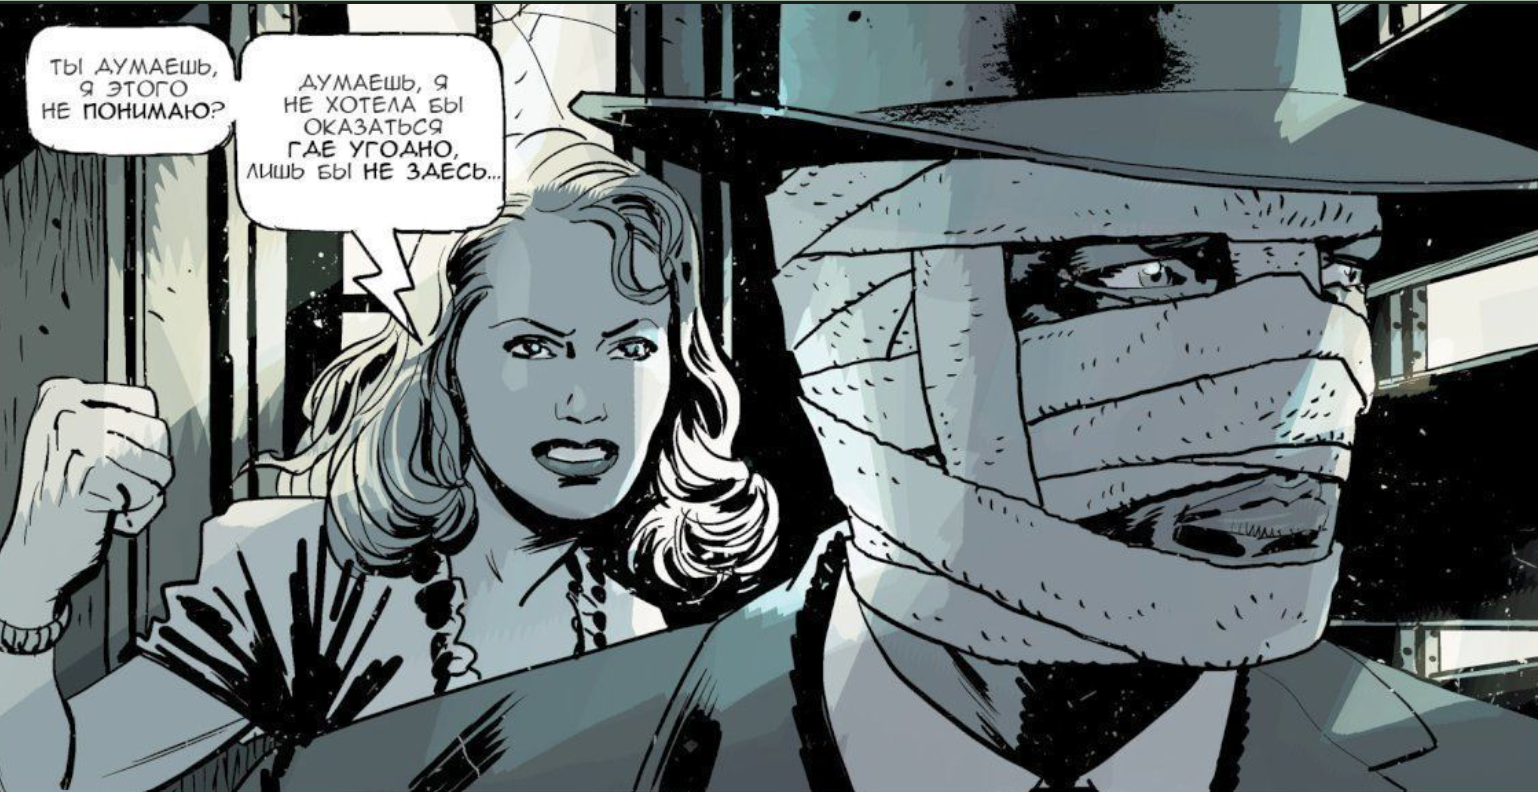 ТЫ ДУМАЕШЬ,
Я ЭТОГО
НЕ ПОНИМАЮ?
ДУМАЕШЬ, Я
НЕ ХОТЕЛА БЫ
ОКАЗАТЬСЯ
ГДЕ УГОДНО,
ЛИШЬ БЫ НЕ ЗДЕСЬ...